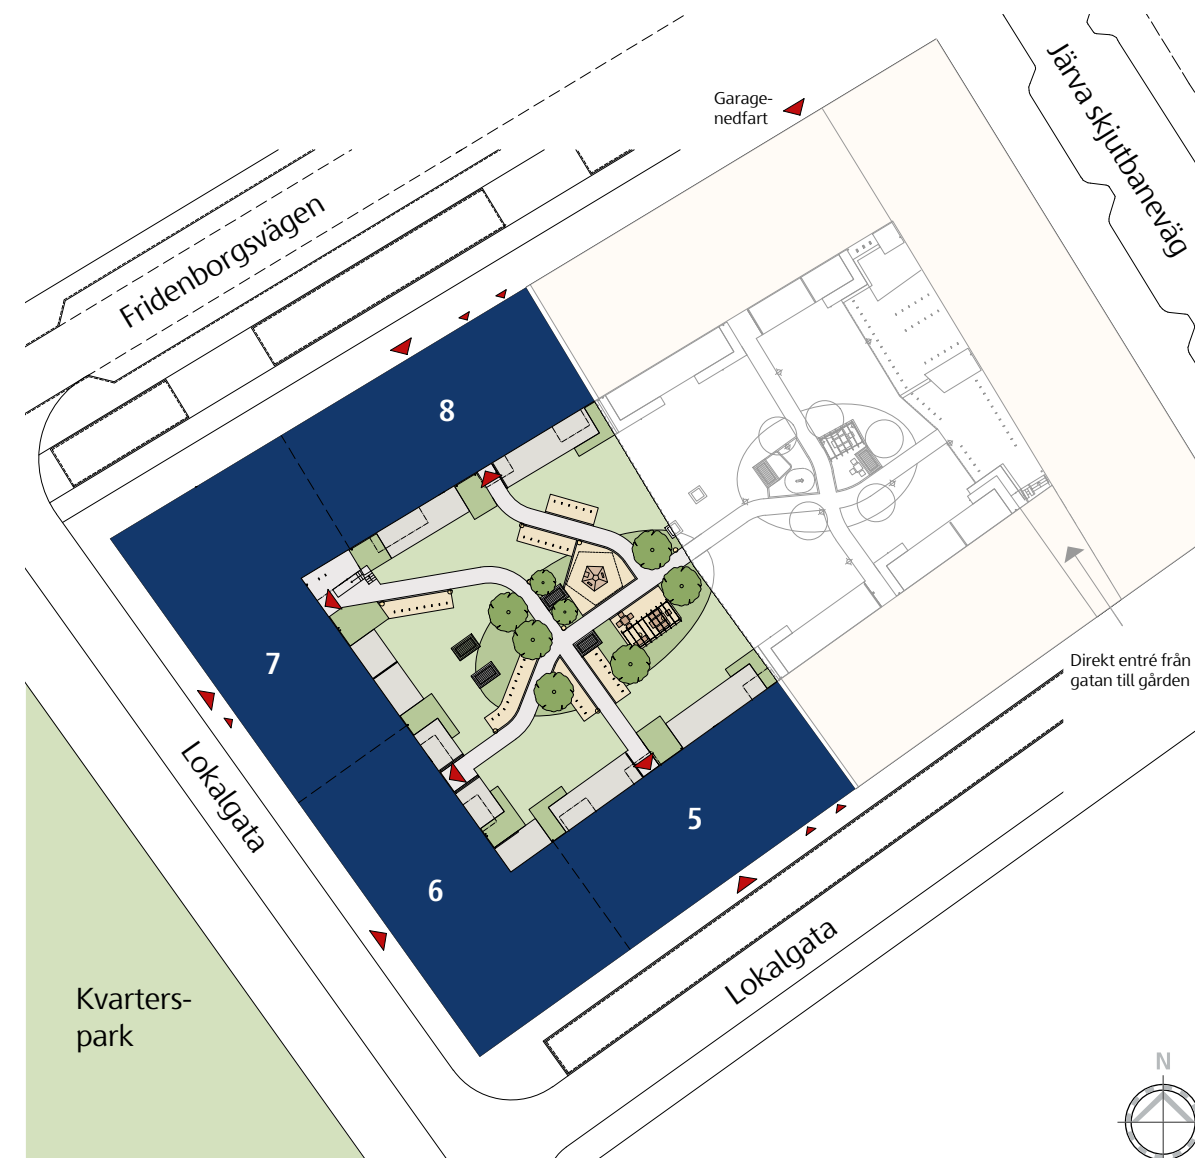 Järva skjutbaneväg
Garage-
nedfart
Fridenborgsvägen
8
7
Direkt entré från
gatan till gården
Lokalgata
5
6
Lokalgata
Kvarters-
park
N